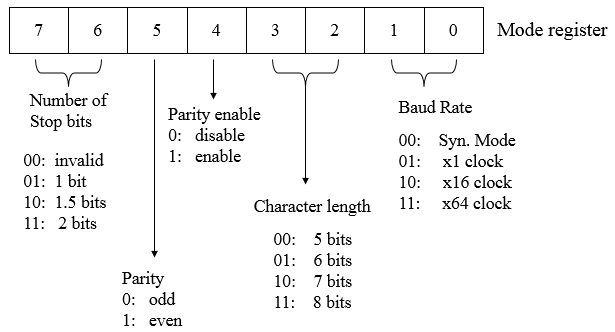 7 6 5 4 3 2 1 0 Mode register
Number of
Stop bits
00: invalid
01: 1 bit
10: 1.5 bits
11: 2 bits
Parity
0: odd
1: even
Parity enable
0: disable
1: enable
Character length
00: 5 bits
01: 6 bits
10: 7 bits
11: 8 bits
Baud Rate
00: Syn. Mode
01: x1 clock
10: x16 clock
11: x64 clock